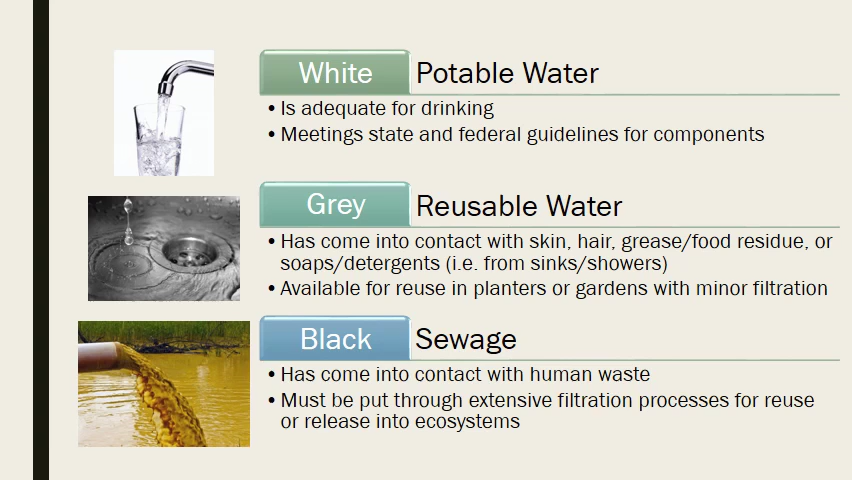 White
Potable Water
• Is adequate for drinking
• Meetings state and federal guidelines for components
Grey
Reusable Water
• Has come into contact with skin, hair, grease/food residue, or
soaps/detergents (i.e. from sinks/showers)
• Available for reuse in planters or gardens with minor filtration
Black
Sewage
• Has come into contact with human waste
• Must be put through extensive filtration processes for reuse
or release into ecosystems